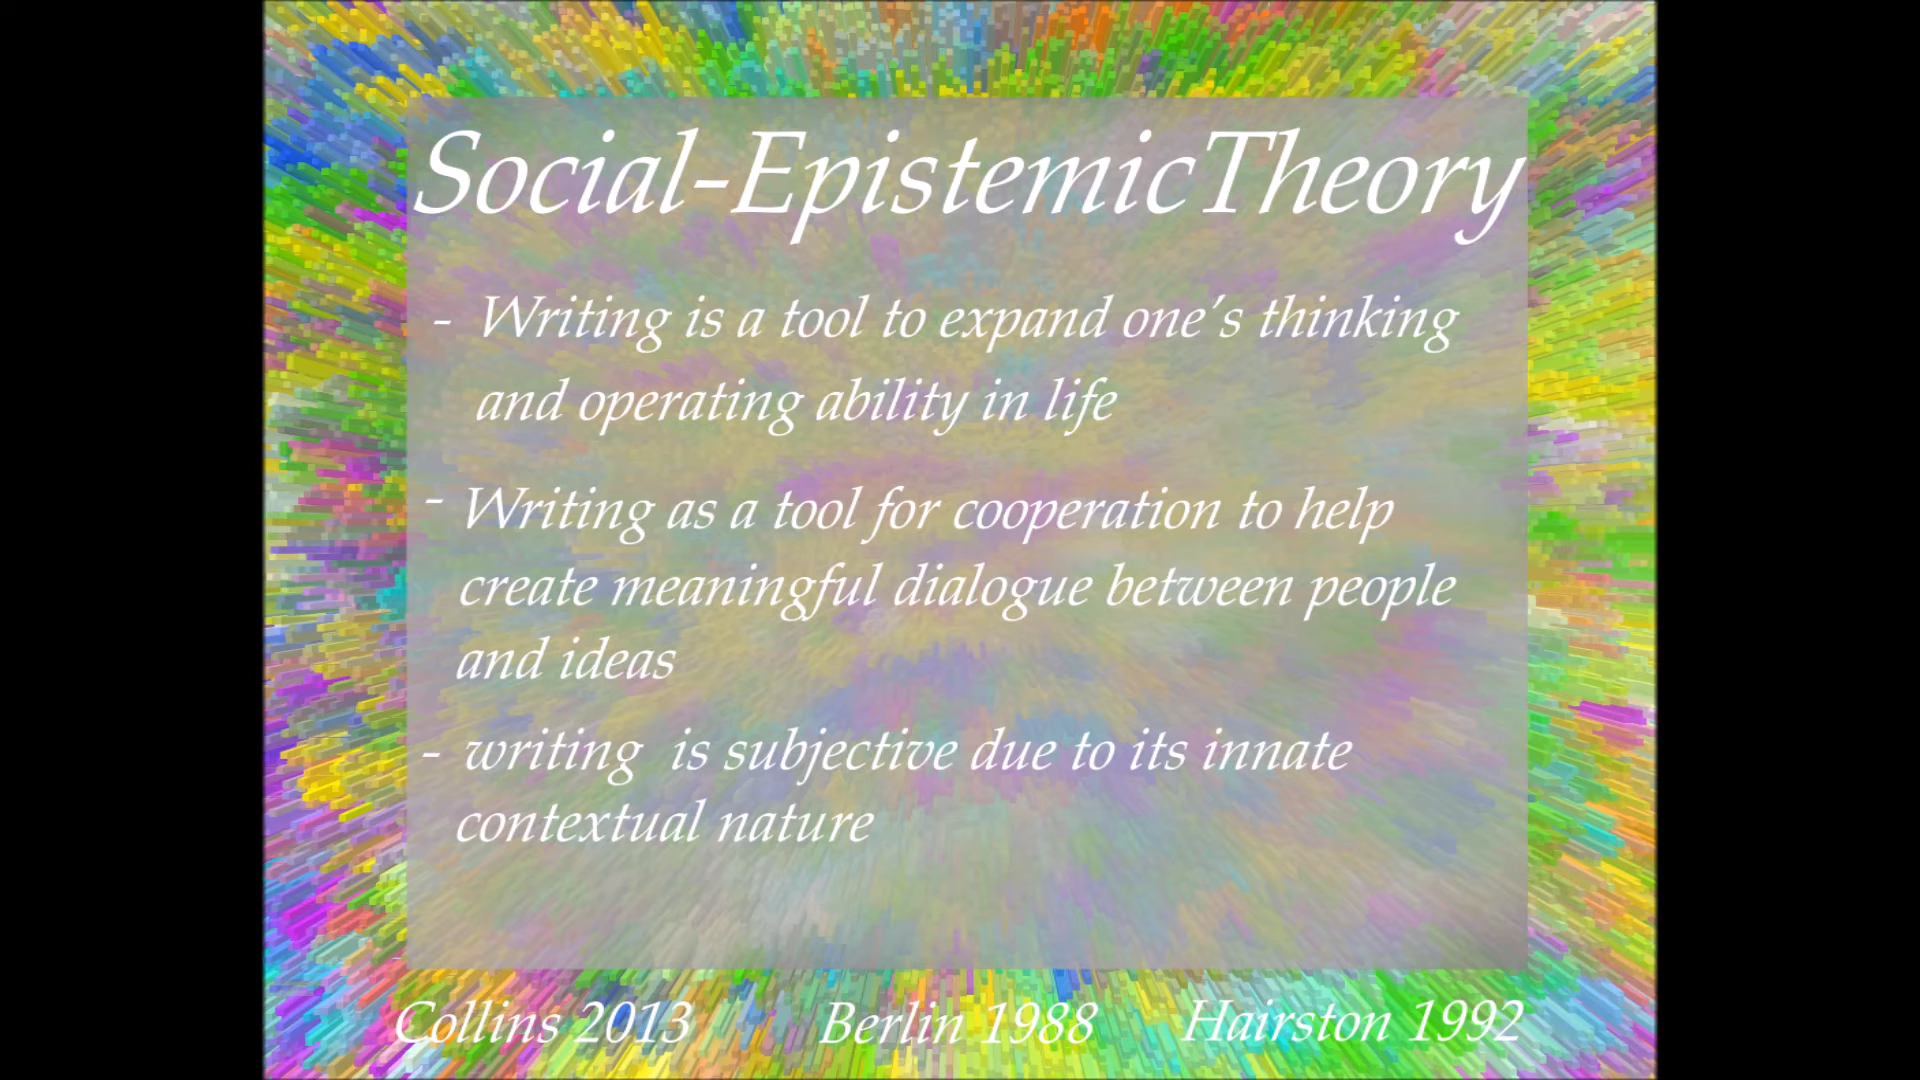 Social-EpistemicTheory
- Writing is a tool to expand one's thinking
and operating ability in life
- Writing as a tool for cooperation to help
create meaningful dialogue between people
and ideas
- writing is subjective due to its innate
contextual nature
Collins 2013 Berlin 1988 Hairston 1992